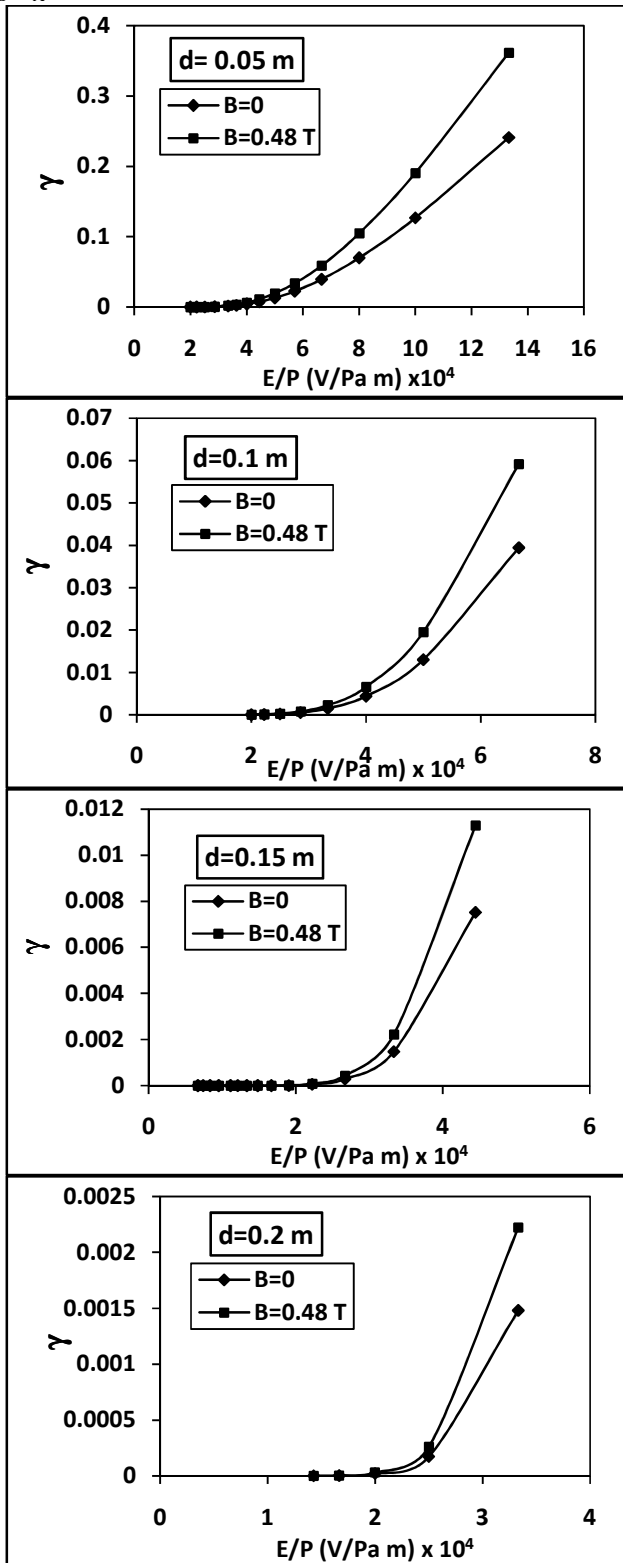 0.4
0.3
0.2
0.1
0
γ
d= 0.05 m
B=0
B=0.48 T
0 2 4 6 8 10 12 14 16
E/P (V/Pa m) x10⁴
0.07
0.06
0.05
0.04
0.03
0.02
0.01
0
γ
d=0.1 m
B=0
B=0.48 T
0 2 4 6 8
E/P (V/Pa m) x 10⁴
0.012
0.01
0.008
0.006
0.004
0.002
0
γ
d=0.15 m
B=0
B=0.48 T
0 2 4 6
E/P (V/Pa m) x 10⁴
0.0025
0.002
0.0015
0.001
0.0005
0
γ
d=0.2 m
B=0
B=0.48 T
0 1 2 3 4
E/P (V/Pa m) x 10⁴